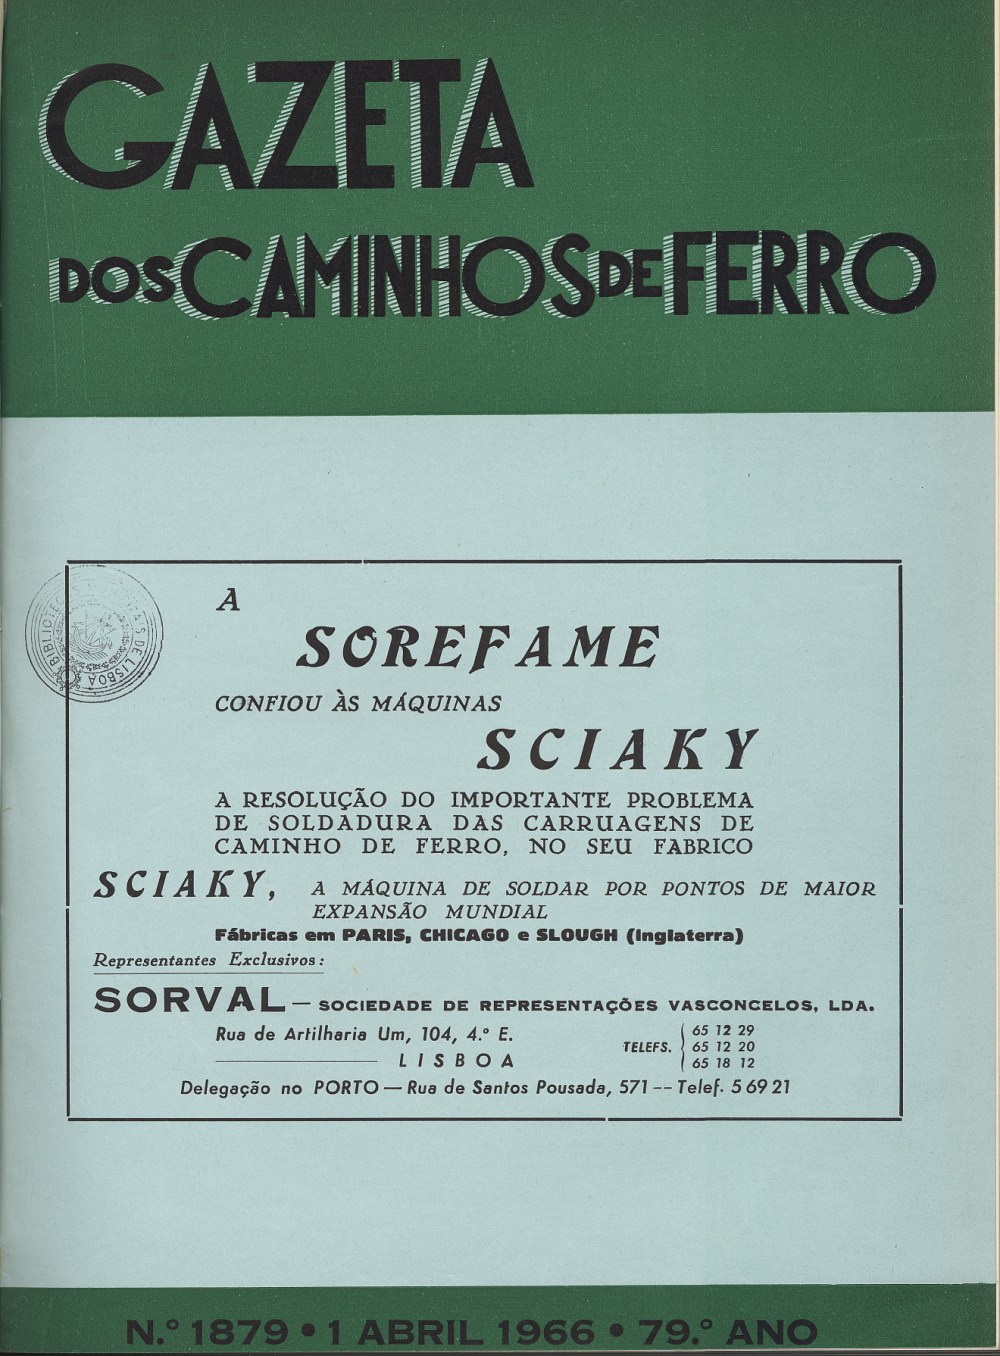 GAZETA
DOS CAMINHOS DE FERRO
A
SOREFAME
CONFIOU ÀS MÁQUINAS
SCIAKY
A RESOLUÇÃO DO IMPORTANTE PROBLEMA
DE SOLDADURA DAS CARRUAGENS DE
CAMINHO DE FERRO, NO SEU FABRICO
SCIAKY, A MÁQUINA DE SOLDAR POR PONTOS DE MAIOR
EXPANSÃO MUNDIAL
Fábricas em PARIS, CHICAGO e SLOUGH (Inglaterra)
Representantes Exclusivos:
SORVAL — SOCIEDADE DE REPRESENTAÇÕES VASCONCELOS, LDA.
Rua de Artilharia Um, 104, 4.º E.
LISBOA
TELEFS.
65 12 29
65 12 20
65 18 12
Delegação no PORTO — Rua de Santos Pousada, 571 -- Telef. 5 69 21
N.º 1879 • 1 ABRIL 1966 • 79.º ANO